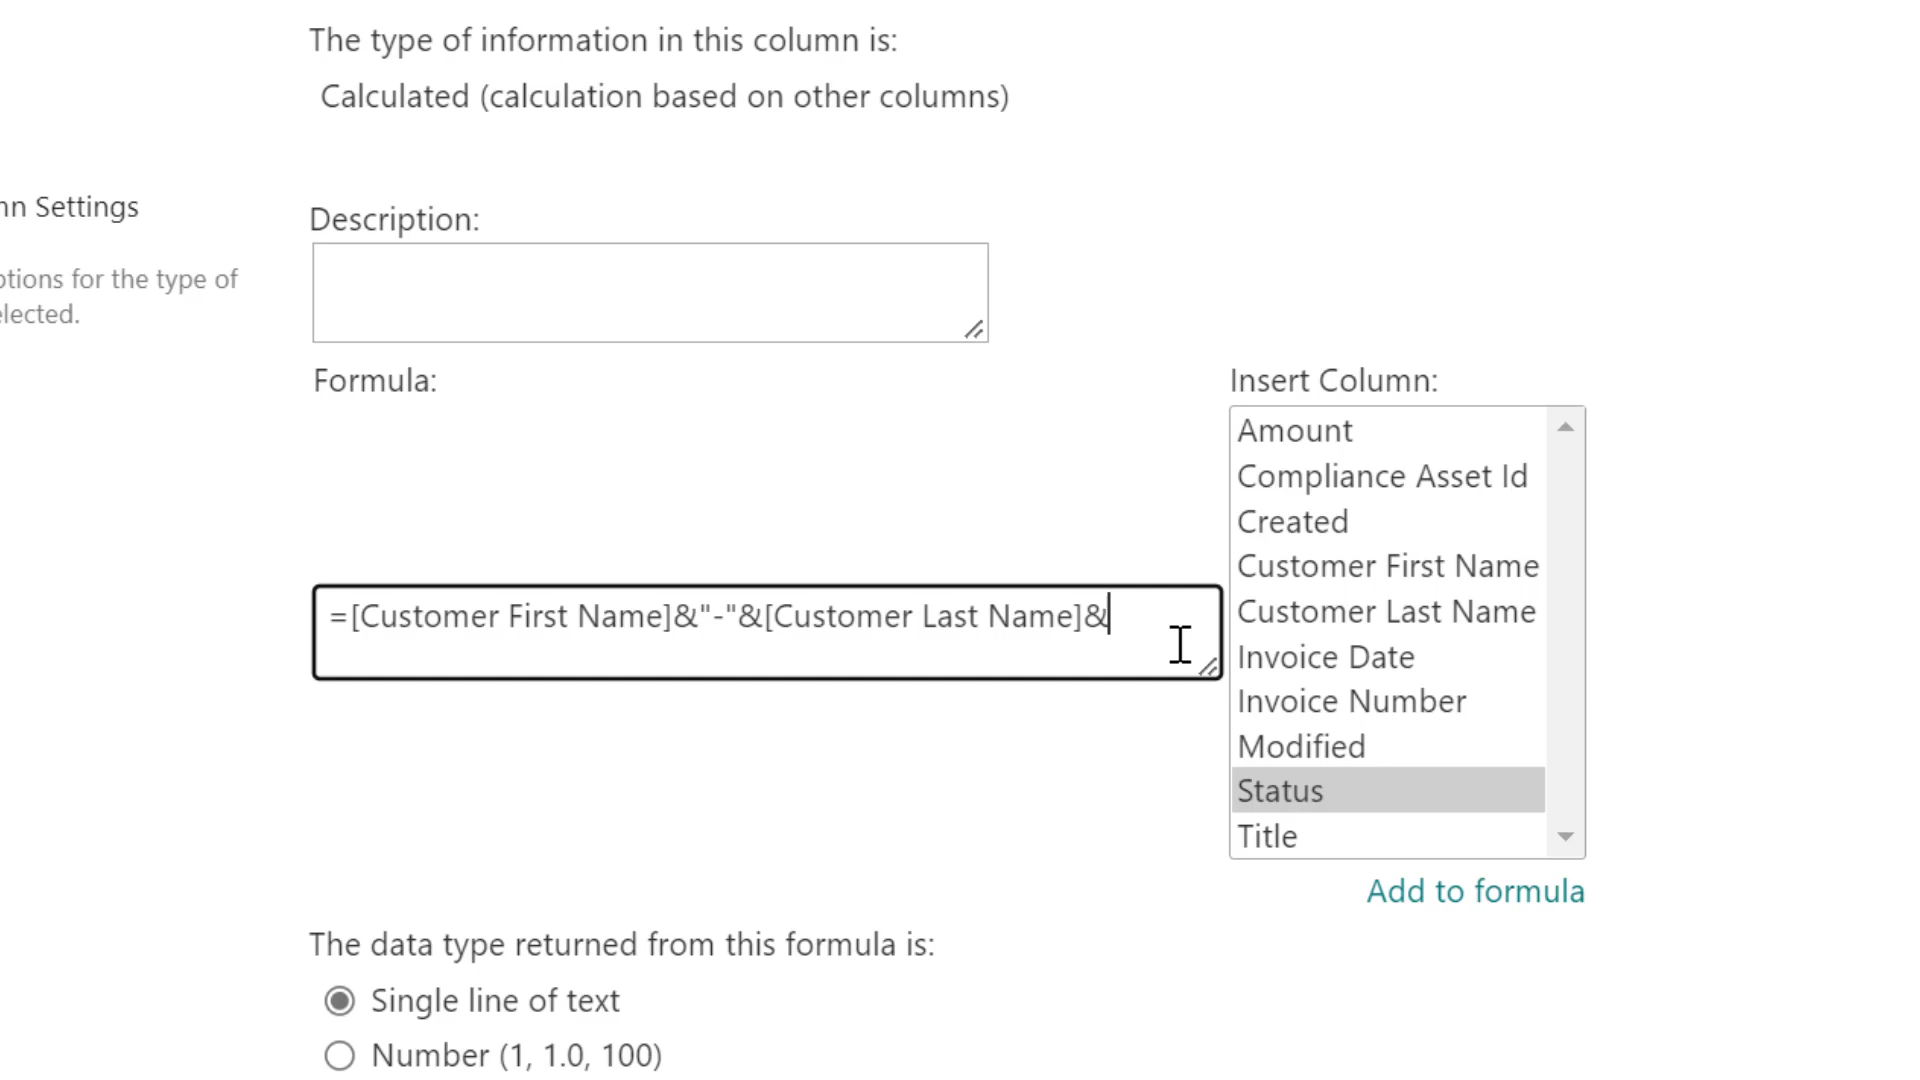 The type of information in this column is:
Calculated (calculation based on other columns)
Settings
Description:
for the type of
Formula:
Insert Column:
Amount
Compliance Asset Id
Created
Customer First Name
Customer Last Name
Invoice Date
Invoice Number
Modified
Status
Title
=[Customer First Name]&"-"&[Customer Last Name]&
Add to formula
The data type returned from this formula is:
Single line of text
Number (1, 1.0, 100)